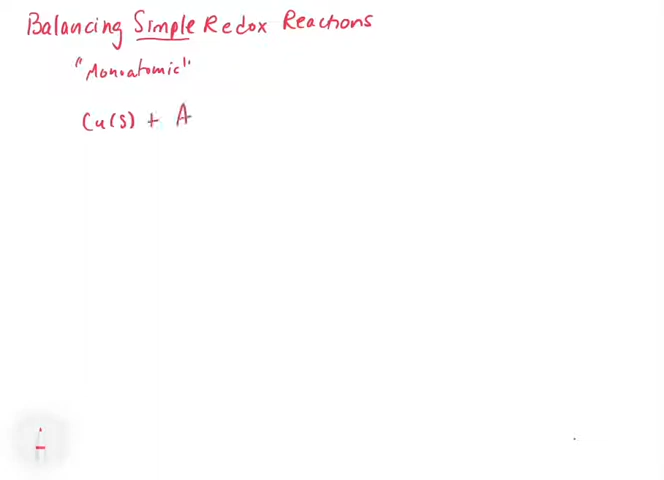 Balancing Simple Redox Reactions
"Monoatomic"
Cu(s) + A